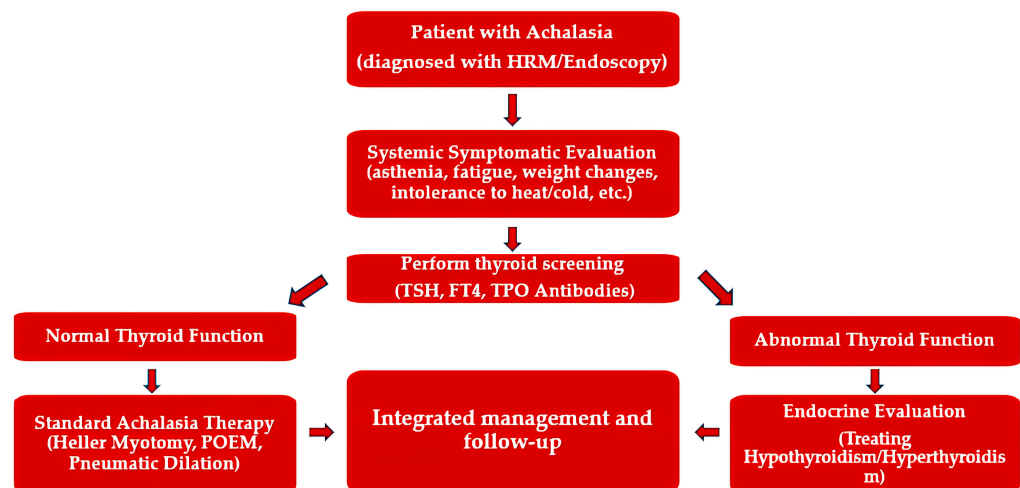 Patient with Achalasia
(diagnosed with HRM/Endoscopy)
Systemic Symptomatic Evaluation
(asthenia, fatigue, weight changes,
intolerance to heat/cold, etc.)
Perform thyroid screening
(TSH, FT4, TPO Antibodies)
Normal Thyroid Function
Abnormal Thyroid Function
Standard Achalasia Therapy
(Heller Myotomy, POEM,
Pneumatic Dilation)
Integrated management and
follow-up
Endocrine Evaluation
(Treating
Hypothyroidism/Hyperthyroidis
m)